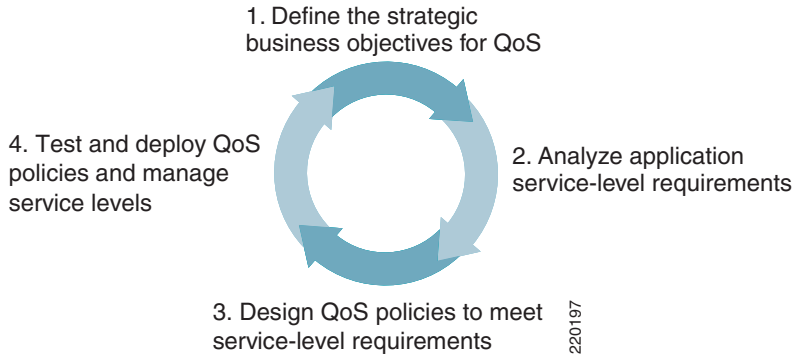 1. Define the strategic
business objectives for QoS
2. Analyze application
service-level requirements
3. Design QoS policies to meet
service-level requirements
4. Test and deploy QoS
policies and manage
service levels
220197